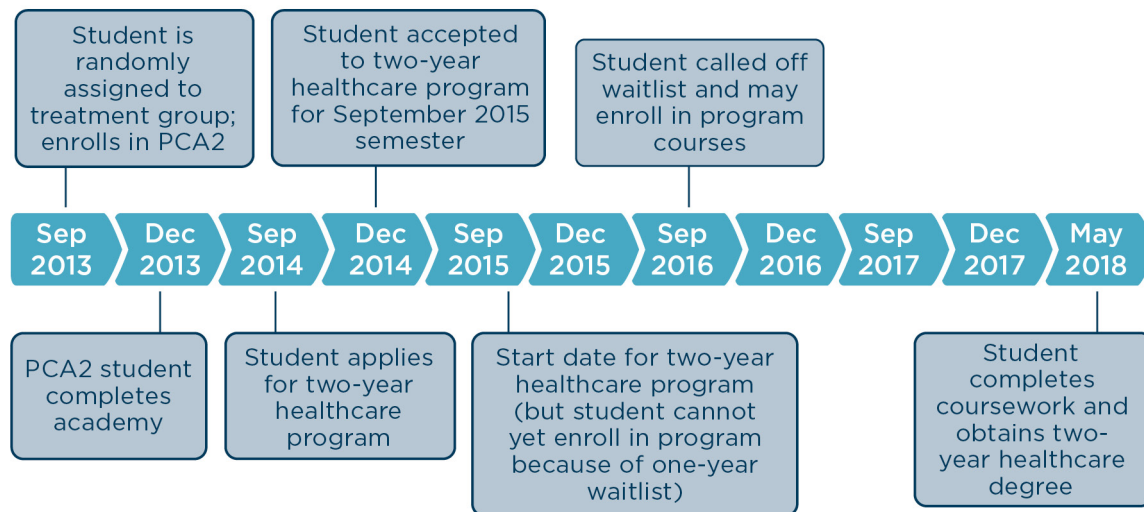 Student is
randomly
assigned to
treatment group;
enrolls in PCA2
Student accepted
to two-year
healthcare program
for September 2015
semester
Student called off
waitlist and may
enroll in program
courses
Sep
2013
Dec
2013
Sep
2014
Dec
2014
Sep
2015
Dec
2015
Sep
2016
Dec
2016
Sep
2017
Dec
2017
May
2018
PCA2 student
completes
academy
Student applies
for two-year
healthcare
program
Start date for two-year
healthcare program
(but student cannot
yet enroll in program
because of one-year
waitlist)
Student
completes
coursework and
obtains two-
year healthcare
degree